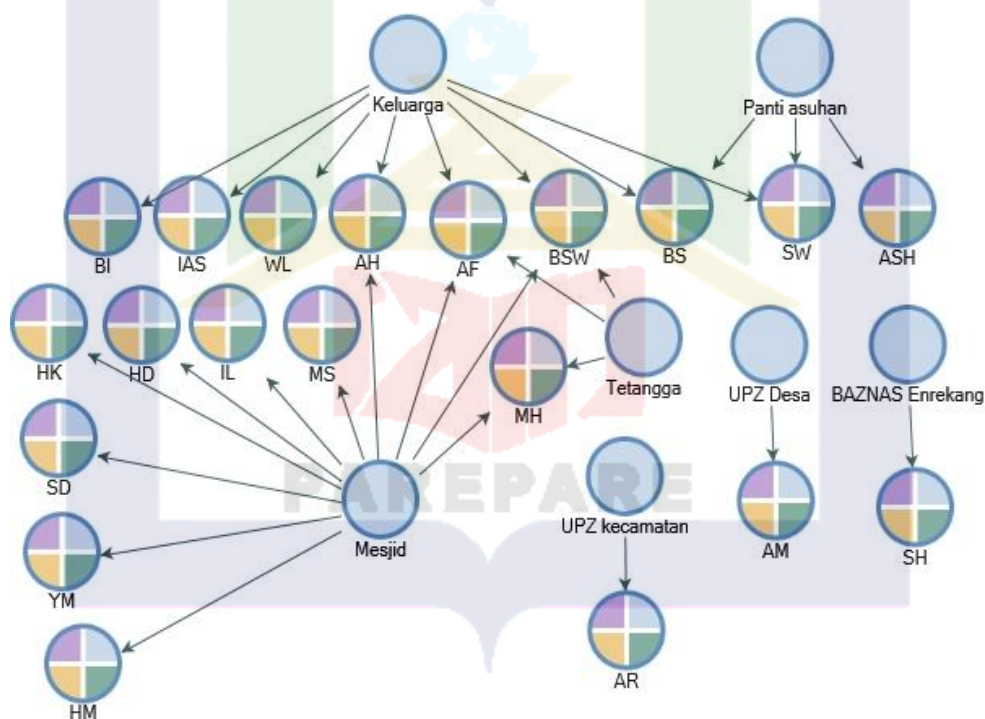 Keluarga
Panti asuhan
BI
IAS
WL
AH
AF
BSW
BS
SW
ASH
HK
HD
IL
MS
MH
Tetangga
UPZ Desa
BAZNAS Enrekang
SD
PAREPARE
Mesjid
UPZ kecamatan
AM
SH
YM
AR
HM